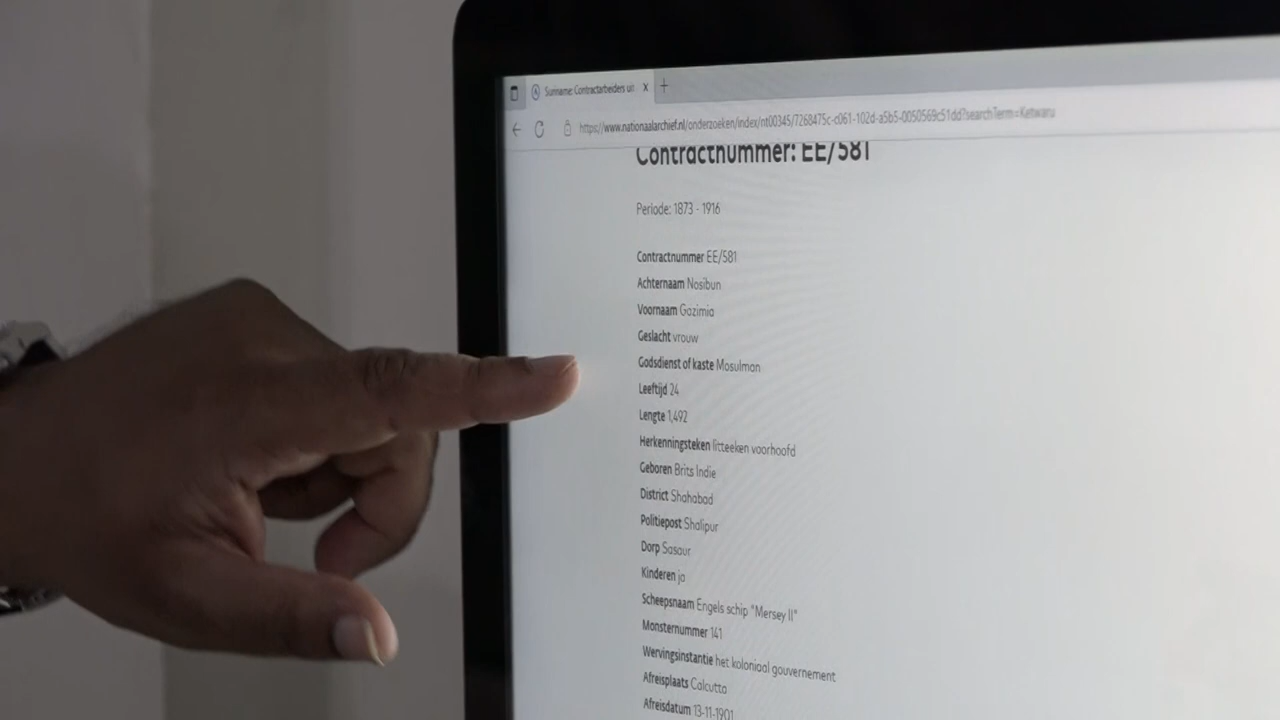 Suriname: Contractarbeiders ui
https://www.nationaalarchief.nl/onderzoeken/index/nt00345/7268475c-c061-102d-a5b5-0050569c51dd?searchTerm=Ketwaru
Contractnummer: EE/581
Periode: 1873 - 1916
Contractnummer EE/581
Achternaam Nosibun
Voornaam Gazimia
Geslacht vrouw
Godsdienst of kaste Mosulman
Leeftijd 24
Lengte 1,492
Herkenningsteken litteeken voorhoofd
Geboren Brits Indie
District Shahabad
Politiepost Shalipur
Dorp Sasaur
Kinderen ja
Scheepsnaam Engels schip "Mersey II"
Monsternummer 141
Wervingsinstantie het koloniaal gouvernement
Afreisplaats Calcutta
Afreisdatum 13-11-1901